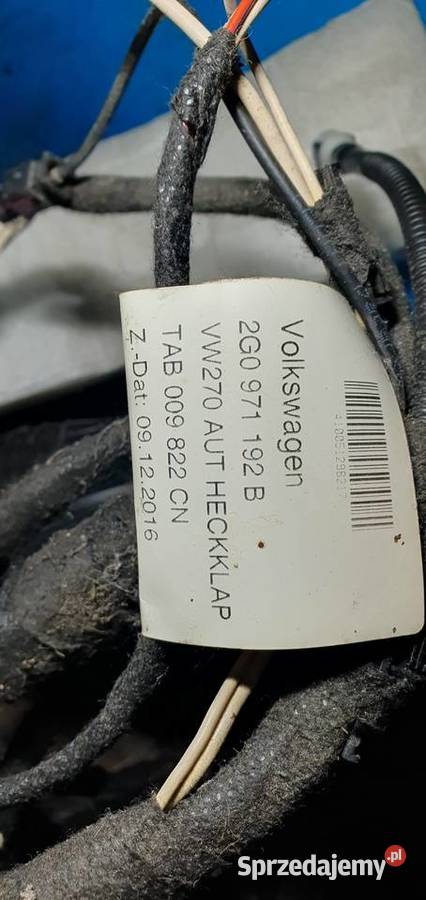 Volkswagen
2G0 971 192 B
VW270 AUT HECKKLAP
TAB 009 822 CN
Z.-Dat: 09.12.2016
Sprzedajemy.pl